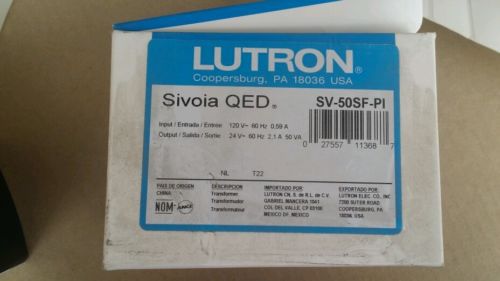 LUTRON®
Coopersburg, PA 18036 USA
Sivoia QED®
SV-50SF-PI
Input / Entrada / Entrée 120 V~ 60 Hz 0,59 A
Output / Salida / Sortie 24 V~ 60 Hz 2,1 A 50 VA
0 27557 11368 7
NL T22
PAIS DE ORIGEN
CHINA
NOM-ANCE
DESCRIPCION
Transformer
Transformador
Transformateur
IMPORTADO POR:
LUTRON CN. S. de R.L. de C.V.
GABRIEL MANCERA 1041
COL DEL VALLE, CP 03100
MEXICO DF. MEXICO
EXPORTADO POR:
LUTRON ELEC. CO., INC
7200 SUTER ROAD
COOPERSBURG, PA
18036, USA